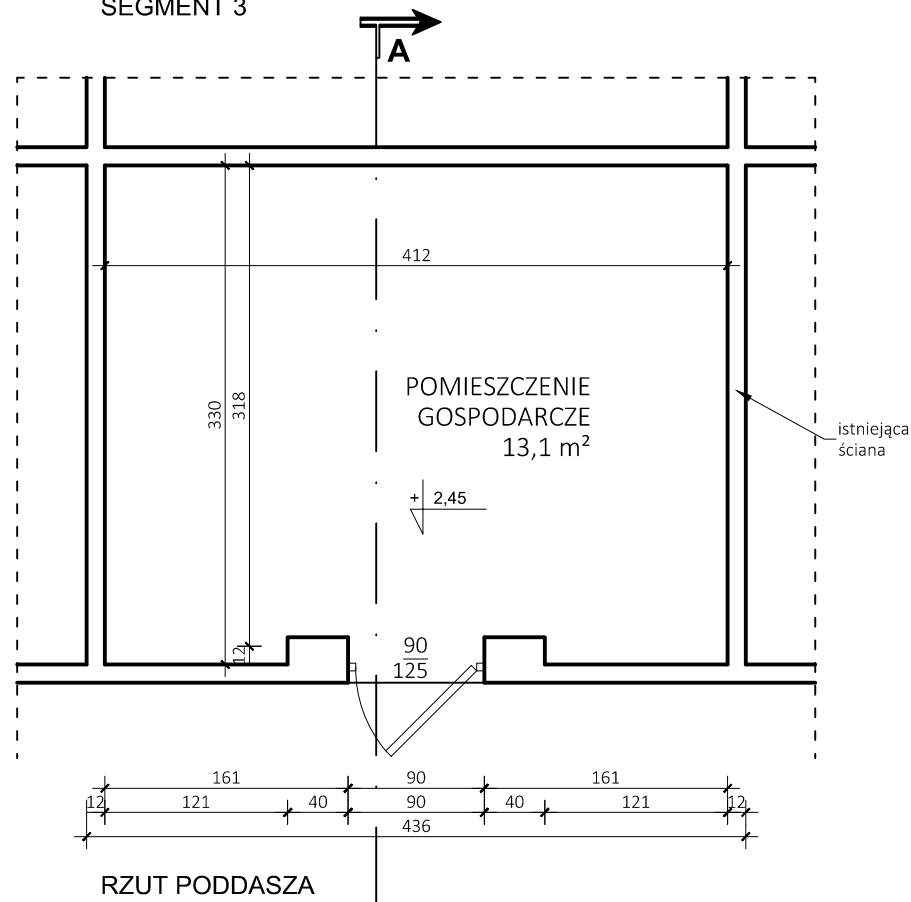 SEGMENT 3
A
412
330
318
POMIESZCZENIE
GOSPODARCZE
13,1 m²
istniejąca
ściana
+ 2,45
12
90
125
161 90 161
12 121 40 90 40 121 12
436
RZUT PODDASZA